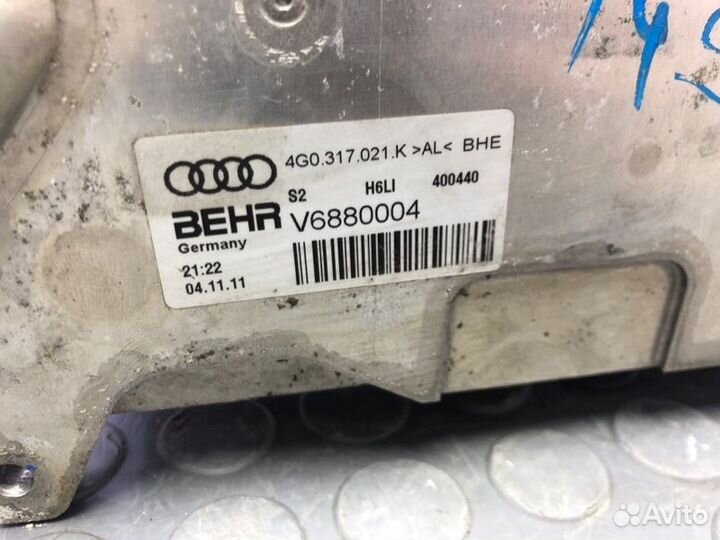 4G0.317.021.K >AL< BHE
S2 H6LI 400440
BEHR V6880004
Germany
21:22
04.11.11
Avito